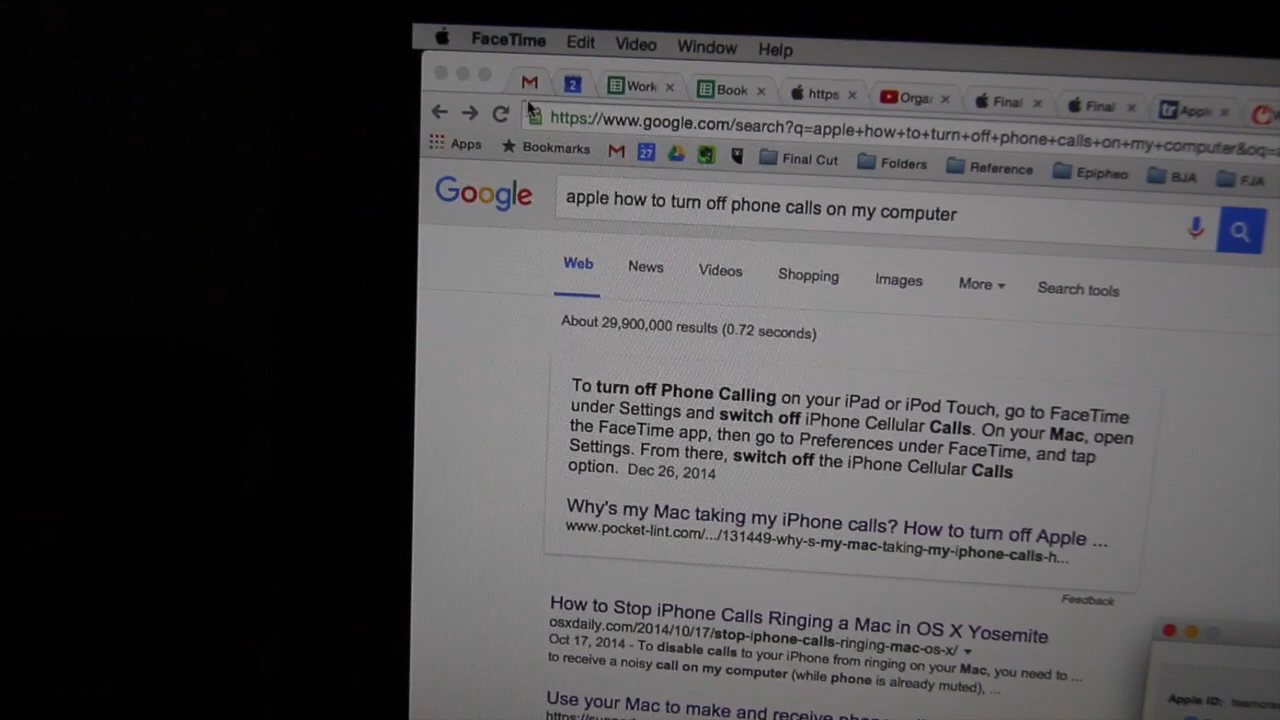 FaceTime Edit Video Window Help
2 Work Book https Orgar Final Final Apple
https://www.google.com/search?q=apple+how+to+turn+off+phone+calls+on+my+computer&oq=
Apps Bookmarks 27 Final Cut Folders Reference Epipheo BJA FJA
Google apple how to turn off phone calls on my computer
Web News Videos Shopping Images More Search tools
About 29,900,000 results (0.72 seconds)
To turn off Phone Calling on your iPad or iPod Touch, go to FaceTime
under Settings and switch off iPhone Cellular Calls. On your Mac, open
the FaceTime app, then go to Preferences under FaceTime, and tap
Settings. From there, switch off the iPhone Cellular Calls
option. Dec 26, 2014
Why's my Mac taking my iPhone calls? How to turn off Apple ...
www.pocket-lint.com/.../131449-why-s-my-mac-taking-my-iphone-calls-h...
Feedback
How to Stop iPhone Calls Ringing a Mac in OS X Yosemite
osxdaily.com/2014/10/17/stop-iphone-calls-ringing-mac-os-x/
Oct 17, 2014 - To disable calls to your iPhone from ringing on your Mac, you need to ...
to receive a noisy call on my computer (while phone is already muted), ...
Apple ID:
Use your Mac to make and receive phone